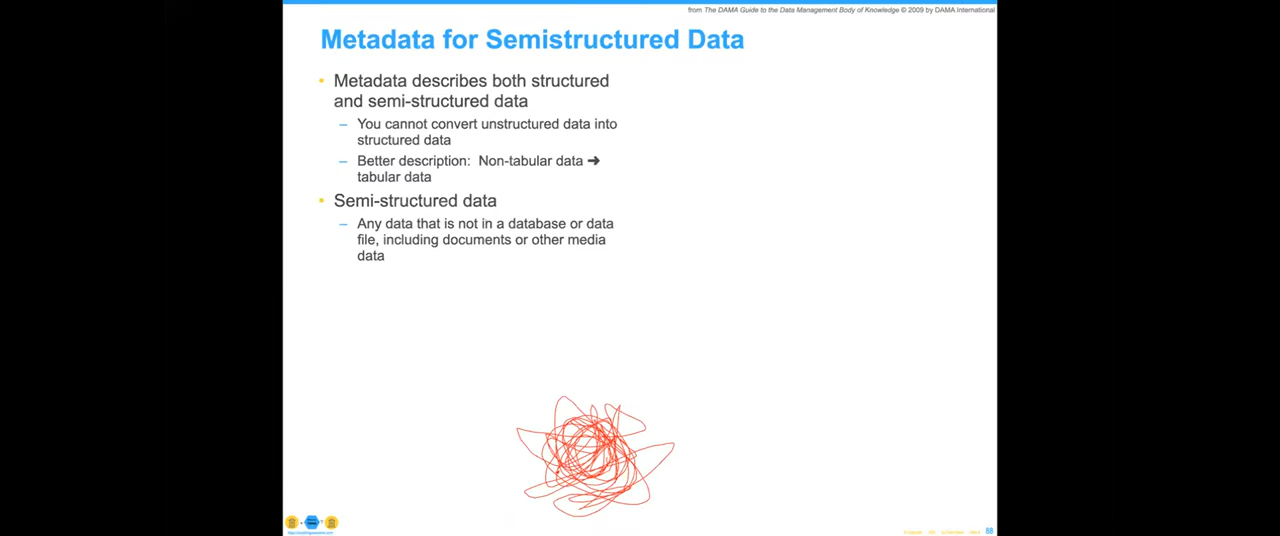 from The DAMA Guide to the Data Management Body of Knowledge © 2009 by DAMA International
Metadata for Semistructured Data
• Metadata describes both structured
and semi-structured data
– You cannot convert unstructured data into
structured data
– Better description: Non-tabular data ➜
tabular data
• Semi-structured data
– Any data that is not in a database or data
file, including documents or other media
data
88